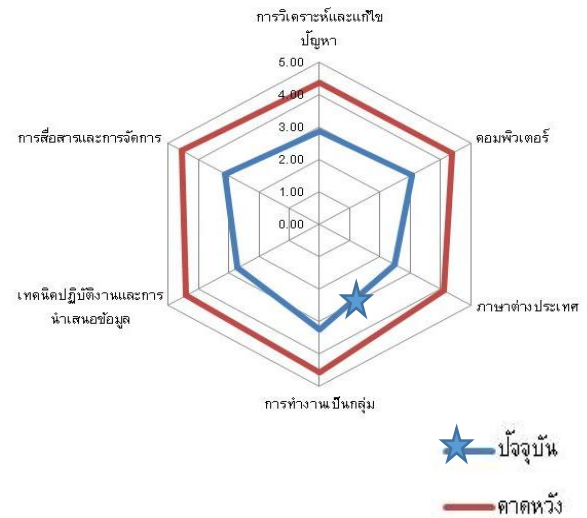 การวิเคราะห์และแก้ไข
ปัญหา
5.00
4.00
3.00
2.00
1.00
0.00
คอมพิวเตอร์
ภาษาต่างประเทศ
การทำงานเป็นกลุ่ม
เทคนิคปฏิบัติงานและการ
นำเสนอข้อมูล
การสื่อสารและการจัดการ
ปัจจุบัน
คาดหวัง